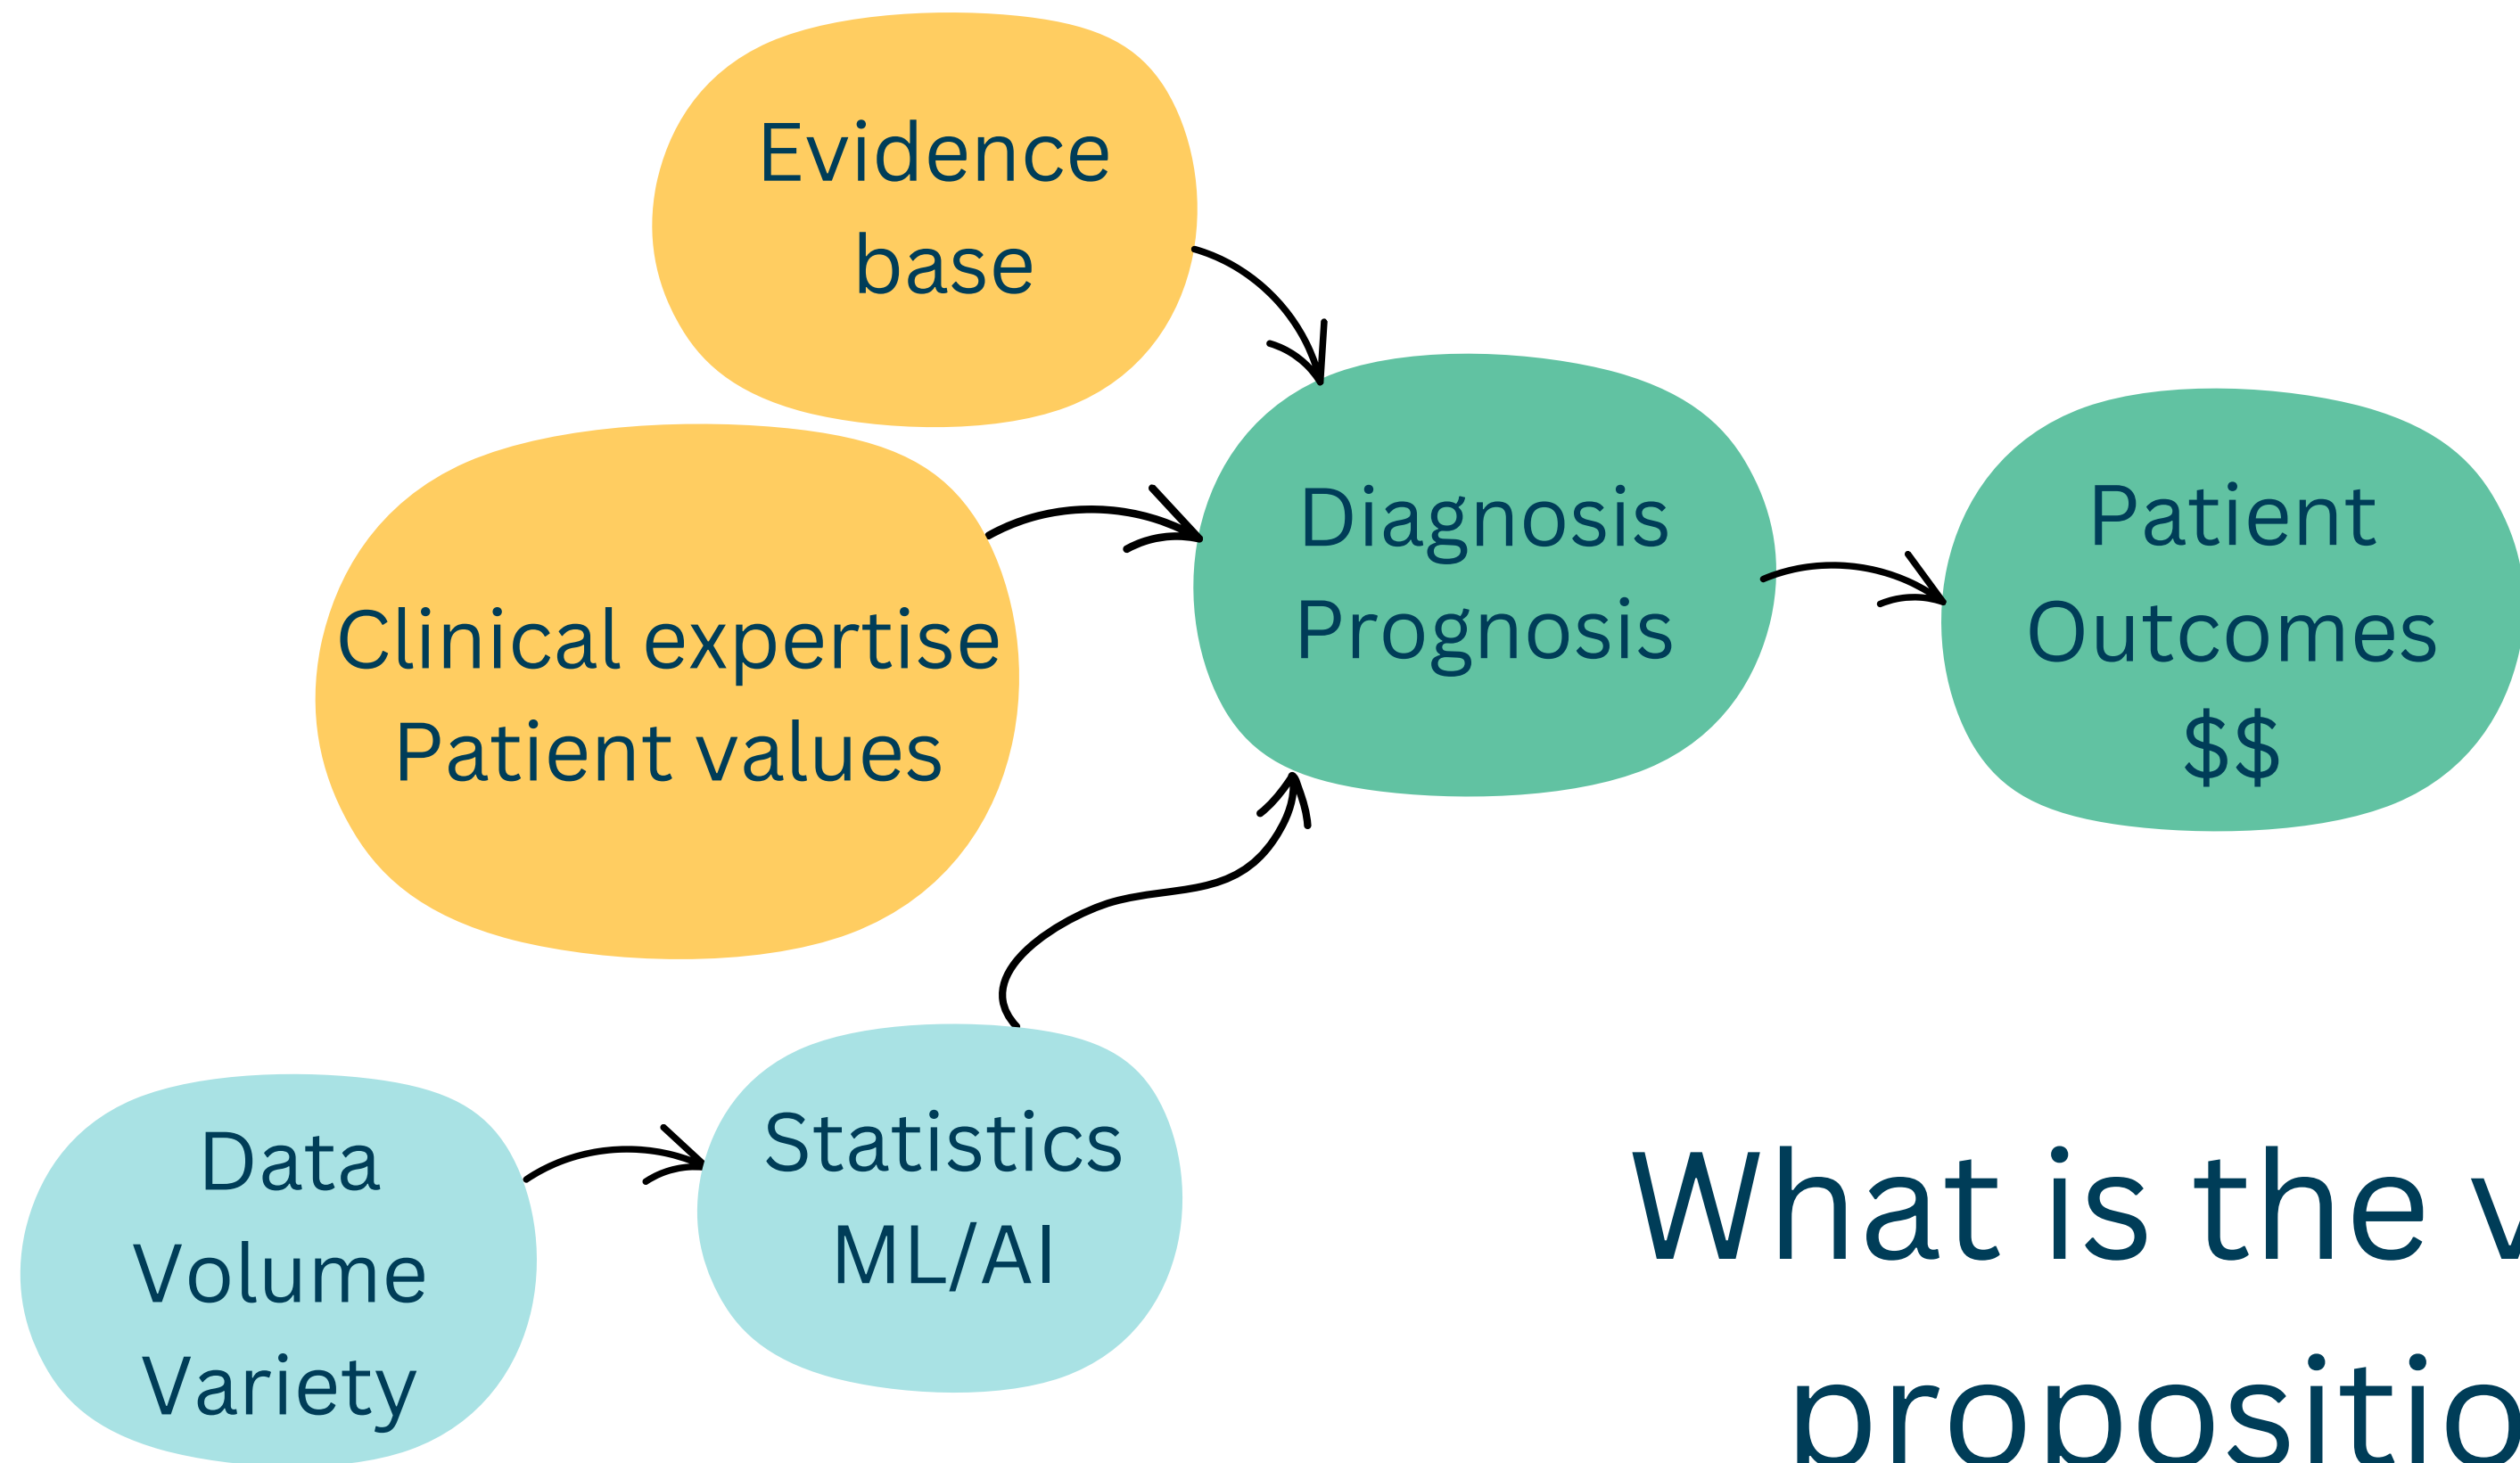 Evidence
base
Clinical expertise
Patient values
Diagnosis
Prognosis
Patient
Outcomes
$$
Data
Volume
Variety
Statistics
ML/AI
What is the